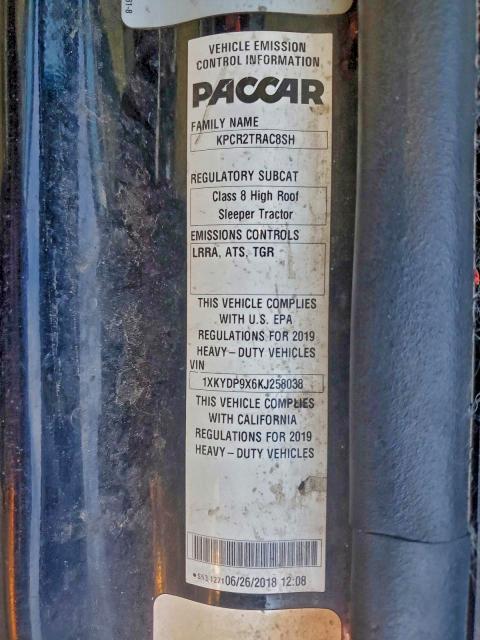 VEHICLE EMISSION
CONTROL INFORMATION
PACCAR
FAMILY NAME
KPCR2TRAC8SH
REGULATORY SUBCAT
Class 8 High Roof
Sleeper Tractor
EMISSIONS CONTROLS
LRRA, ATS, TGR
THIS VEHICLE COMPLIES
WITH U.S. EPA
REGULATIONS FOR 2019
HEAVY-DUTY VEHICLES
VIN
1XKYDP9X6KJ258038
THIS VEHICLE COMPLIES
WITH CALIFORNIA
REGULATIONS FOR 2019
HEAVY-DUTY VEHICLES
06/26/2018 12:08